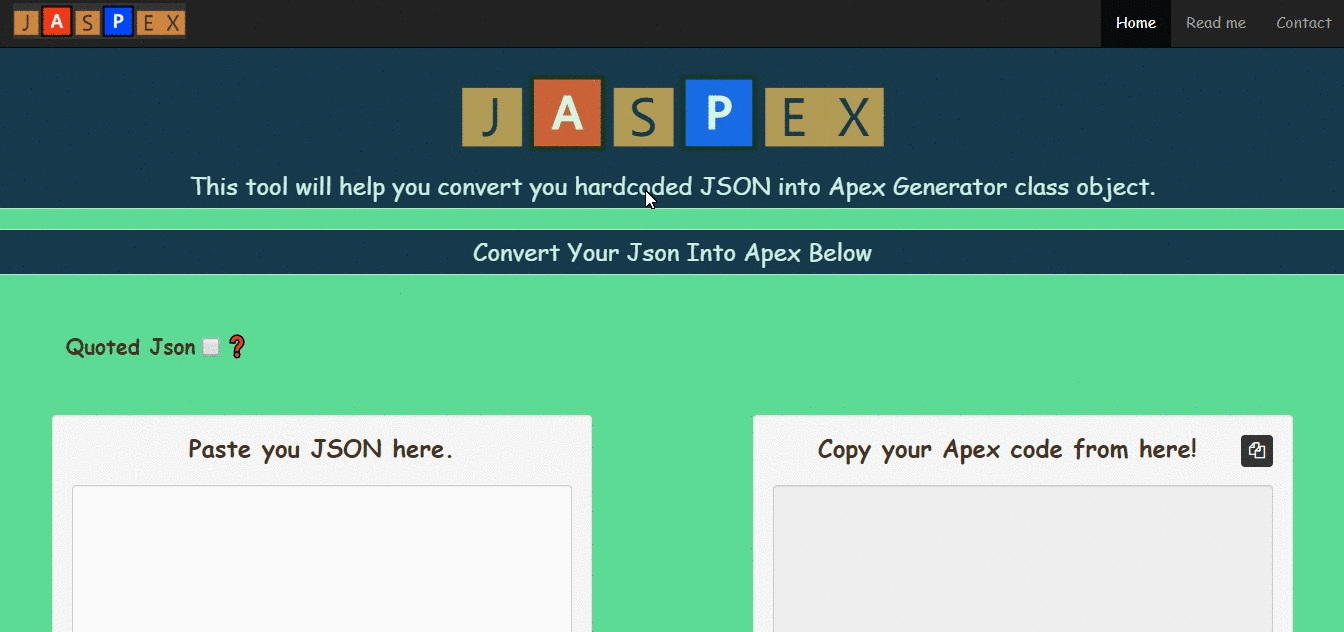 JASPEX
Home Read me Contact
JASPEX
This tool will help you convert you hardcoded JSON into Apex Generator class object.
Convert Your Json Into Apex Below
Quoted Json ?
Paste you JSON here.
Copy your Apex code from here!